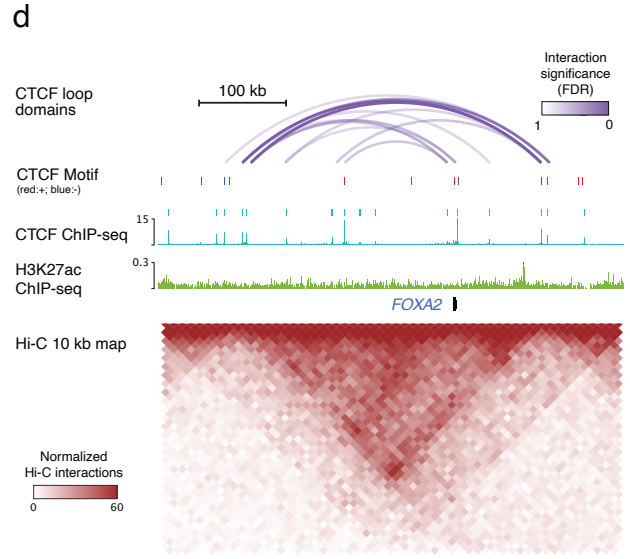 d
CTCF loop
domains
100 kb
Interaction
significance
(FDR)
1
0
CTCF Motif
(red:+; blue:-)
15
CTCF ChIP-seq
0.3
H3K27ac
ChIP-seq
FOXA2
Hi-C 10 kb map
Normalized
Hi-C interactions
0
60